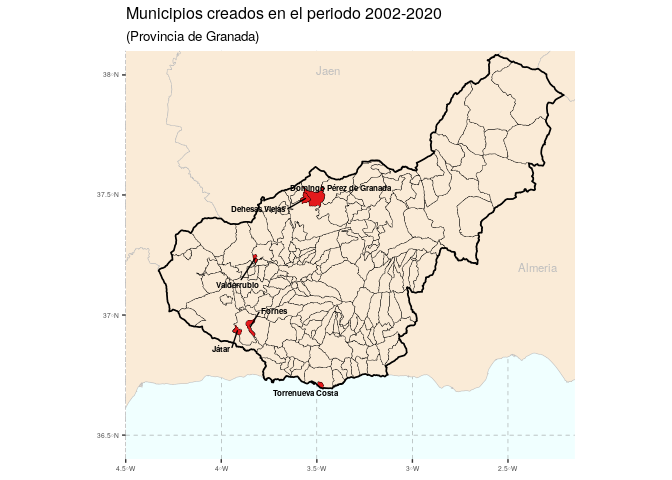 Municipios creados en el periodo 2002-2020
(Provincia de Granada)
38◦N
Jaen
37.5◦N
Domingo Pérez de Granada
Dehesas Viejas
Almeria
Valderrubio
37◦N
Fornes
Játar
Torrenueva Costa
36.5◦N
4.5◦W
4◦W
3.5◦W
3◦W
2.5◦W